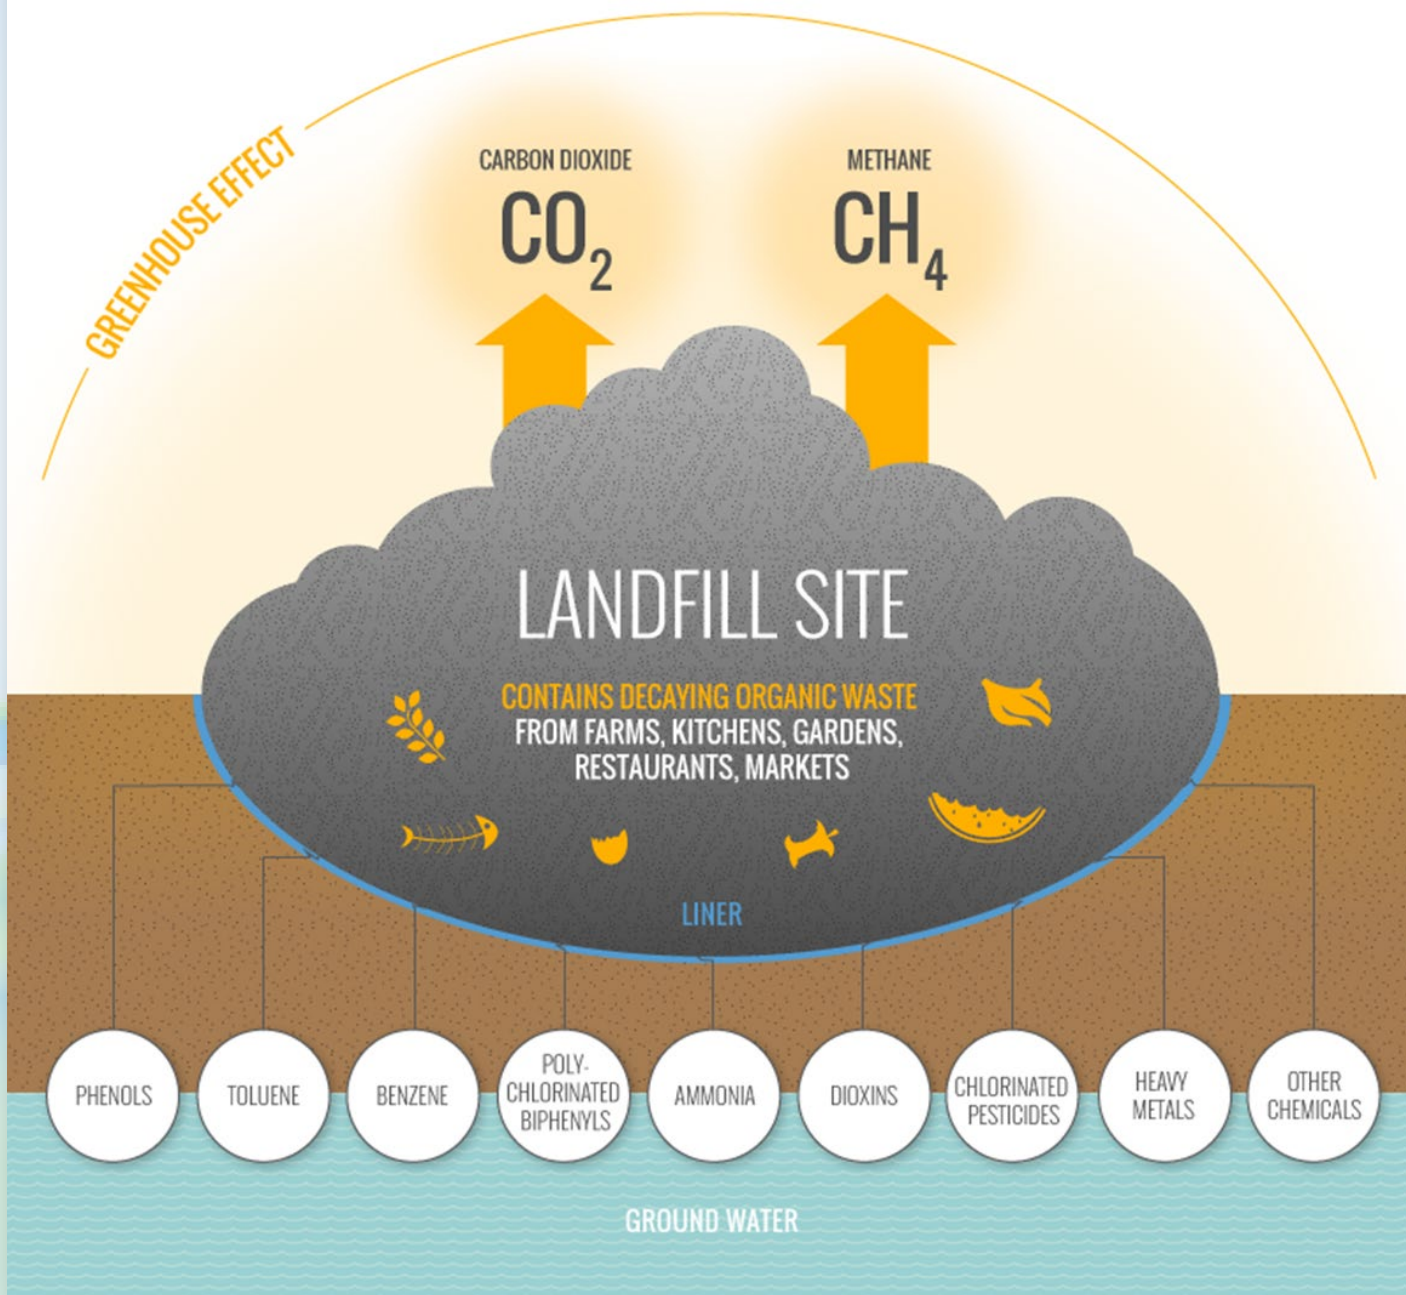 GREENHOUSE EFFECT
CARBON DIOXIDE
CO2
METHANE
CH4
LANDFILL SITE
CONTAINS DECAYING ORGANIC WASTE
FROM FARMS, KITCHENS, GARDENS,
RESTAURANTS, MARKETS
LINER
PHENOLS
TOLUENE
BENZENE
POLY-
CHLORINATED
BIPHENYLS
AMMONIA
DIOXINS
CHLORINATED
PESTICIDES
HEAVY
METALS
OTHER
CHEMICALS
GROUND WATER